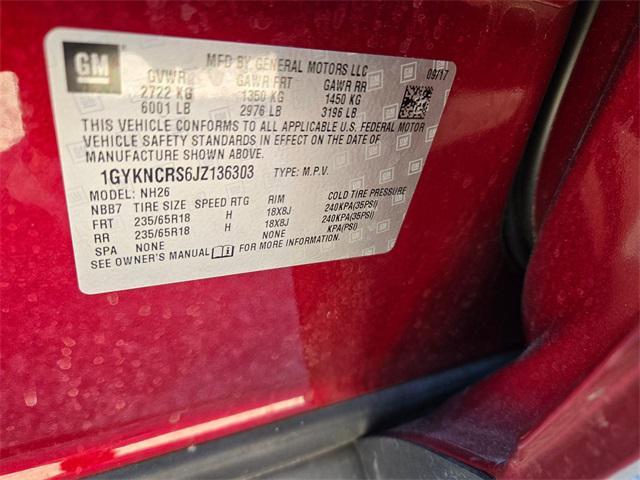 GM
MFD BY GENERAL MOTORS LLC 09/17
GVWR GAWR FRT GAWR RR
2722 KG 1350 KG 1450 KG
6001 LB 2976 LB 3196 LB
THIS VEHICLE CONFORMS TO ALL APPLICABLE U.S. FEDERAL MOTOR
VEHICLE SAFETY STANDARDS IN EFFECT ON THE DATE OF
MANUFACTURE SHOWN ABOVE.
1GYKNCRS6JZ136303 TYPE: M.P.V.
MODEL: NH26
NBB7 TIRE SIZE SPEED RTG RIM COLD TIRE PRESSURE
FRT 235/65R18 H 18X8J 240KPA(35PSI)
RR 235/65R18 H 18X8J 240KPA(35PSI)
SPA NONE NONE KPA(PSI)
SEE OWNER'S MANUAL FOR MORE INFORMATION.